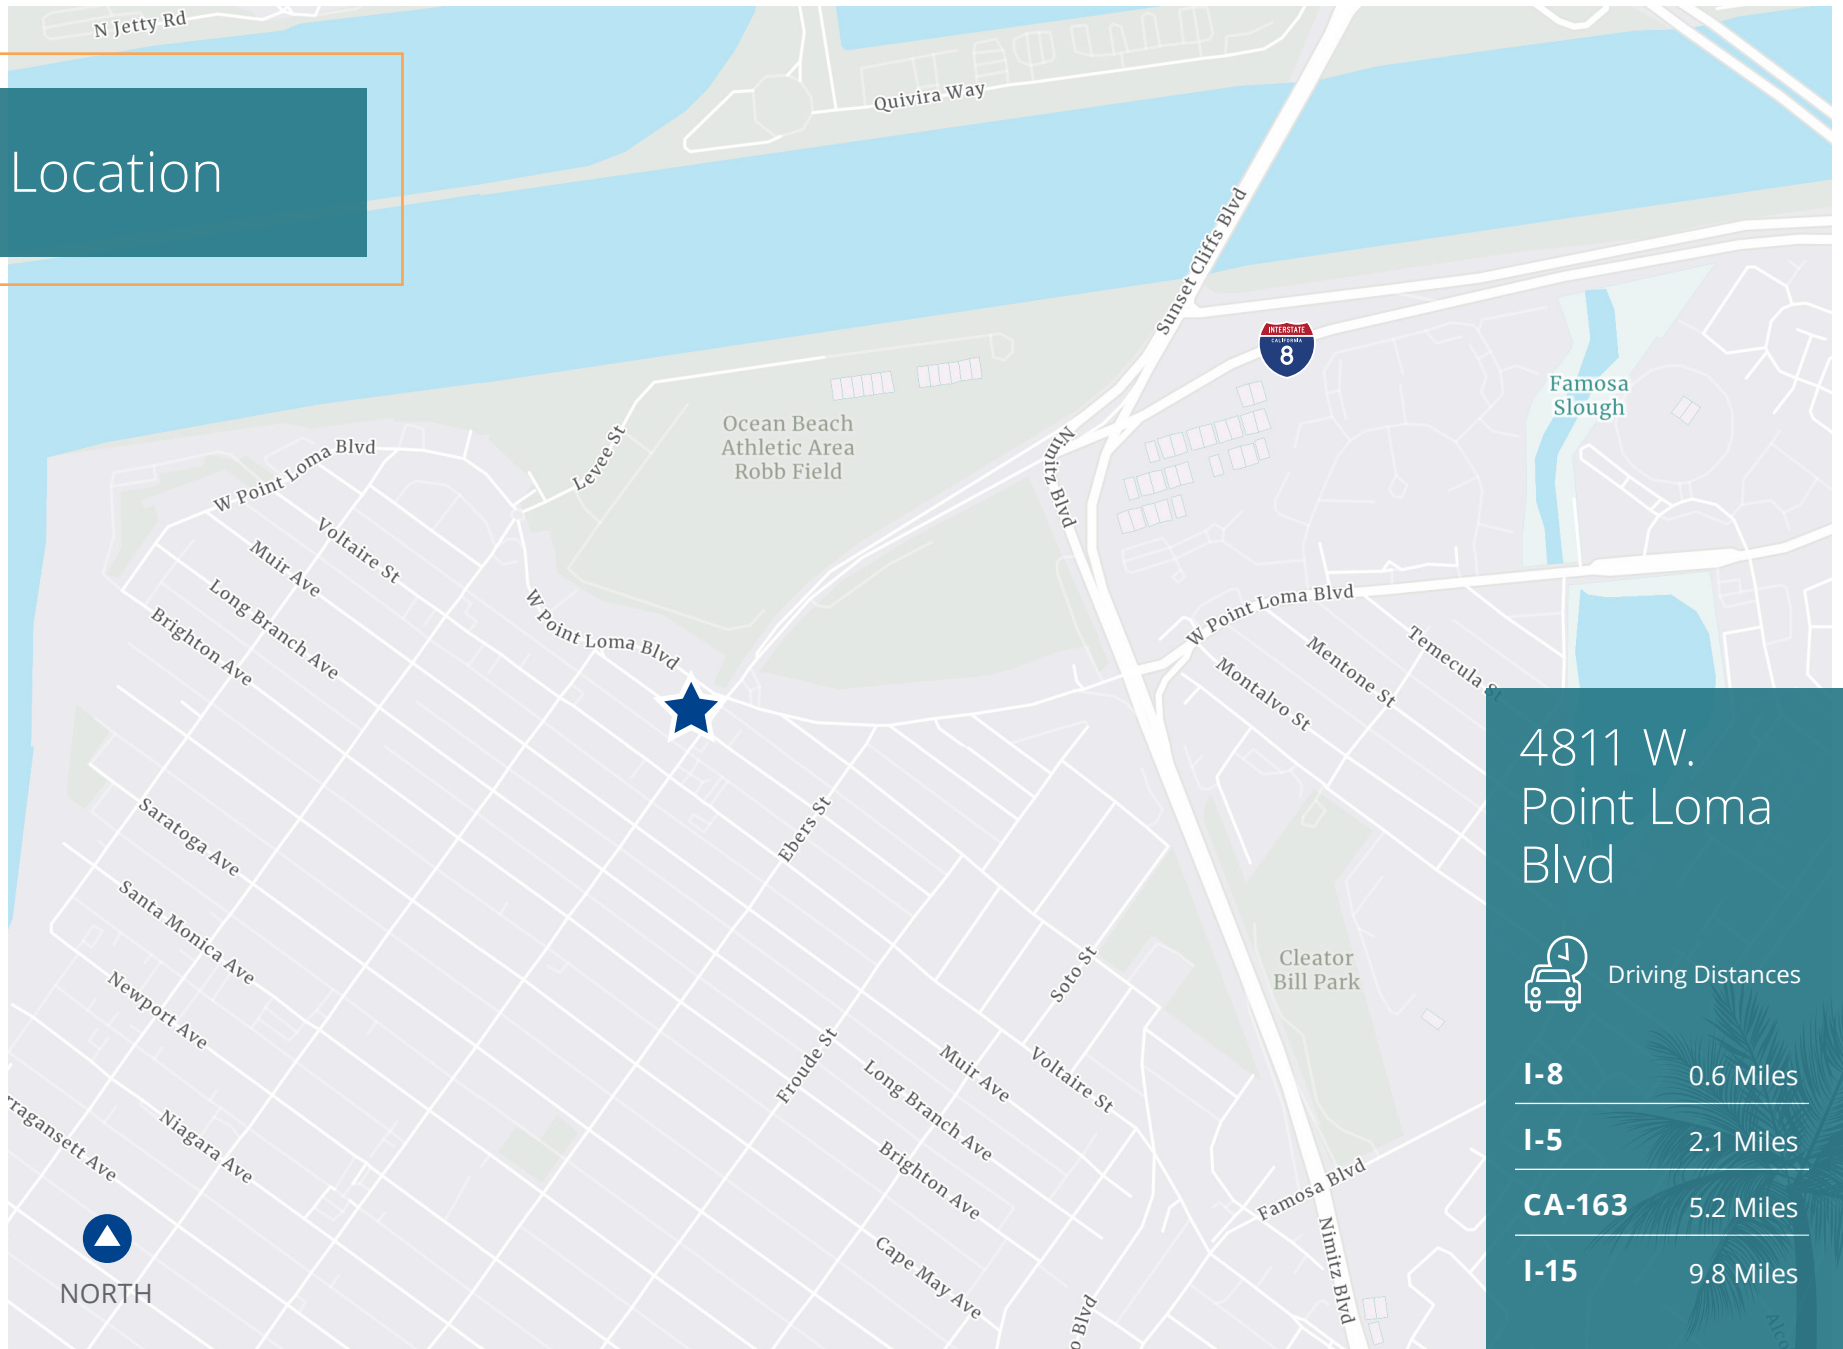 N Jetty Rd
Location
Quivira Way
Sunset Cliffs Blvd
INTERSTATE
CALIFORNIA
8
Famosa
Slough
Ocean Beach
Athletic Area
Robb Field
Levee St
Nimitz Blvd
W Point Loma Blvd
Voltaire St
Muir Ave
Long Branch Ave
Brighton Ave
W Point Loma Blvd
W Point Loma Blvd
Temecula St
Mentone St
Montalvo St
Saratoga Ave
Santa Monica Ave
Newport Ave
Niagara Ave
rragansett Ave
Ebers St
Soto St
Froude St
Voltaire St
Muir Ave
Long Branch Ave
Brighton Ave
Cape May Ave
Cleator
Bill Park
Famosa Blvd
Nimitz Blvd
o Blvd
NORTH
4811 W.
Point Loma
Blvd
Driving Distances
I-8 0.6 Miles
I-5 2.1 Miles
CA-163 5.2 Miles
I-15 9.8 Miles